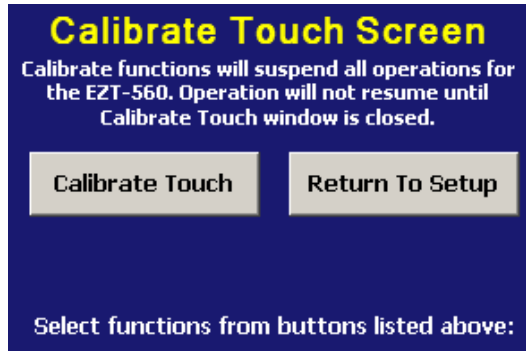 Calibrate Touch Screen
Calibrate functions will suspend all operations for
the EZT-560. Operation will not resume until
Calibrate Touch window is closed.
Calibrate Touch
Return To Setup
Select functions from buttons listed above: